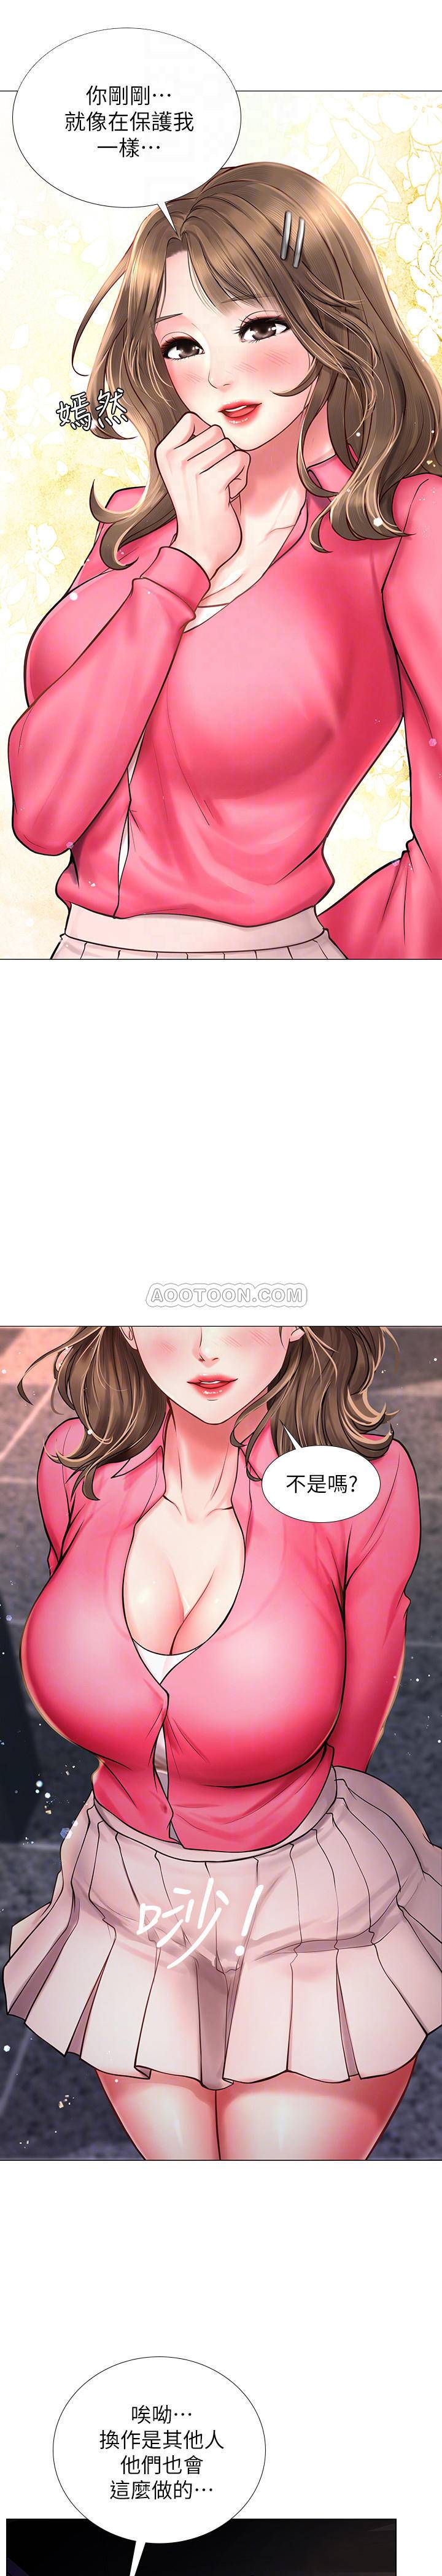 你剛剛⋯
就像在保護我
一樣⋯
嫣然
AOOTOON.COM
不是嗎?
唦!
唉呦⋯
換作是其他人
他們也會
這麼做的⋯